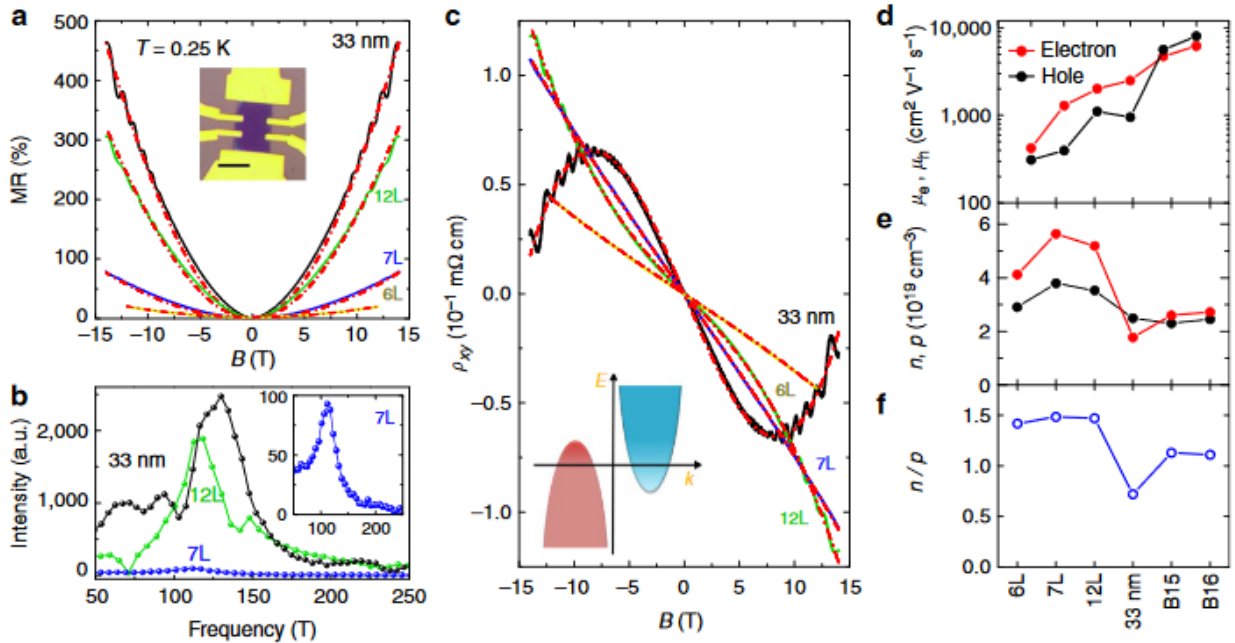 a
500
450
400
350
300
250
200
150
100
50
0
MR (%)
T = 0.25 K
33 nm
12L
7L
6L
−15 −10 −5 0 5 10 15
B (T)
b
2,000
1,000
0
Intensity (a.u.)
33 nm
12L
7L
100
50
0
7L
100 200
50 100 150 200 250
Frequency (T)
c
1.0
0.5
0.0
−0.5
−1.0
ρxy (10−1 mΩ cm)
33 nm
6L
7L
12L
E
k
−15 −10 −5 0 5 10 15
B (T)
d
10,000
1,000
100
μe, μh (cm2 V−1 s−1)
Electron
Hole
e
6
4
2
0
n, p (1019 cm−3)
f
1.5
1.0
0.5
0.0
n / p
6L
7L
12L
33 nm
B15
B16